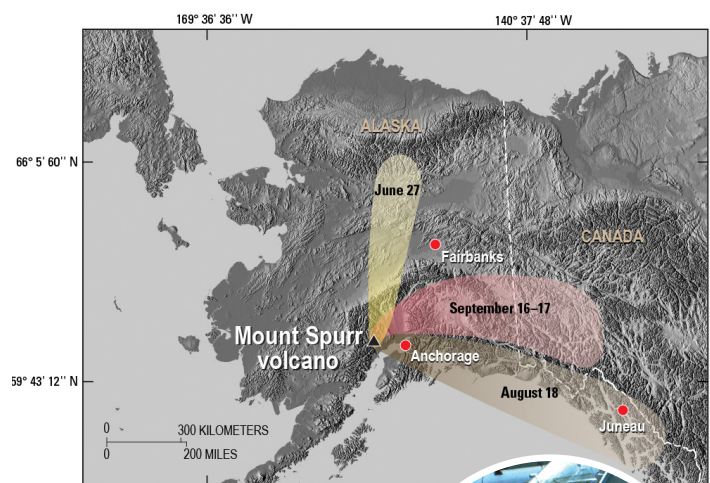 169° 36' 36'' W
140° 37' 48'' W
ALASKA
66° 5' 60'' N
June 27
CANADA
Fairbanks
September 16–17
Mount Spurr
volcano
Anchorage
59° 43' 12'' N
August 18
Juneau
0 300 KILOMETERS
0 200 MILES